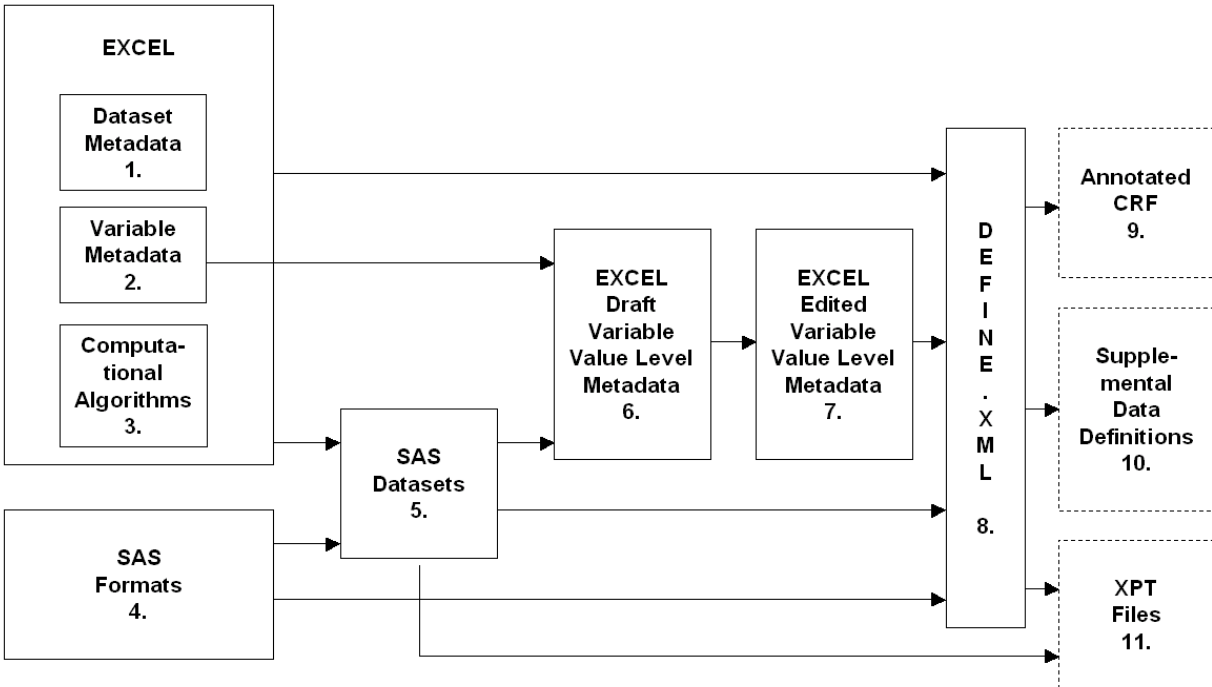 EXCEL
Dataset
Metadata
1.
Variable
Metadata
2.
Computa-
tional
Algorithms
3.
SAS
Formats
4.
SAS
Datasets
5.
EXCEL
Draft
Variable
Value Level
Metadata
6.
EXCEL
Edited
Variable
Value Level
Metadata
7.
D
E
F
I
N
E
.
X
M
L
8.
Annotated
CRF
9.
Supple-
mental
Data
Definitions
10.
XPT
Files
11.